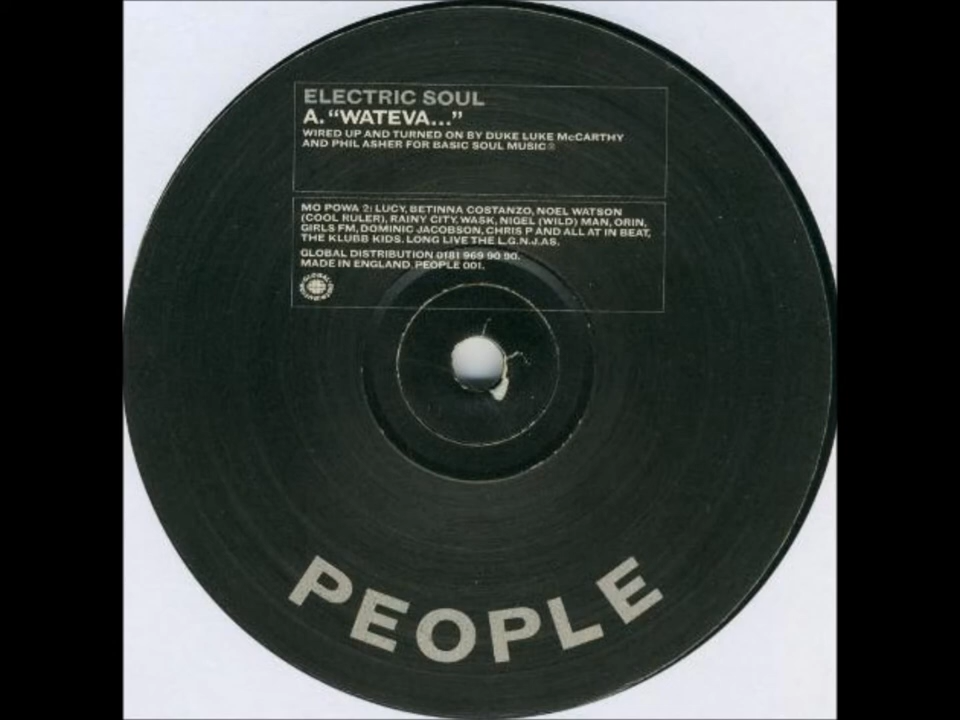 ELECTRIC SOUL
A. “WATEVA...”
WIRED UP AND TURNED ON BY DUKE LUKE McCARTHY
AND PHIL ASHER FOR BASIC SOUL MUSIC®
MO POWA 2: LUCY, BETINNA COSTANZO, NOEL WATSON
(COOL RULER), RAINY CITY, WASK, NIGEL (WILD) MAN, ORIN,
GIRLS FM, DOMINIC JACOBSON, CHRIS P AND ALL AT IN BEAT,
THE KLUBB KIDS. LONG LIVE THE L.G.N.J.AS.
GLOBAL DISTRIBUTION 0181 969 90 90.
MADE IN ENGLAND. PEOPLE 001.
PEOPLE